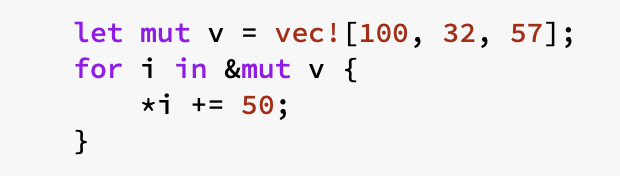 let mut v = vec![100, 32, 57];
for i in &mut v {
    *i += 50;
}